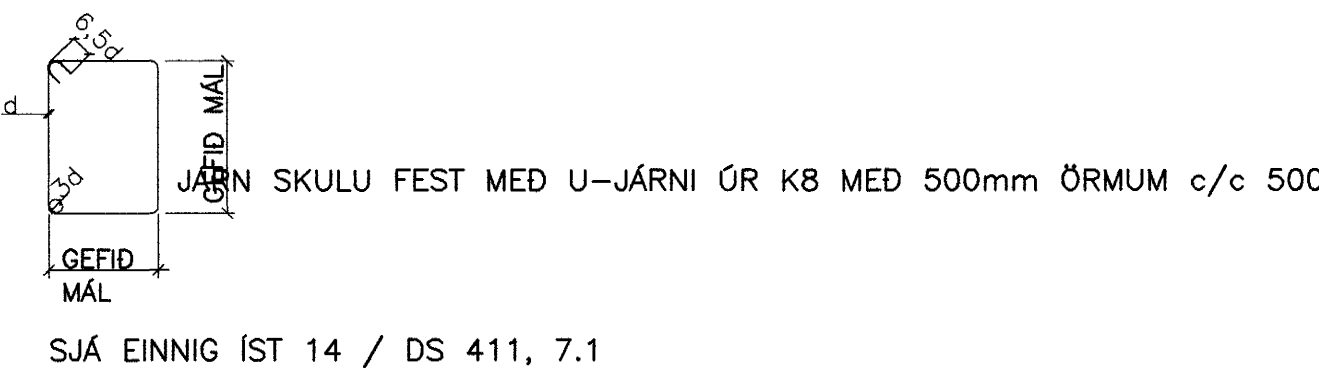 6,5d
d
GEFIÐ MÁL
⌀3d
JÁRN SKULU FEST MEÐ U-JÁRNI ÚR K8 MEÐ 500mm ÖRMUM c/c 500
GEFIÐ
MÁL
SJÁ EINNIG ÍST 14 / DS 411, 7.1